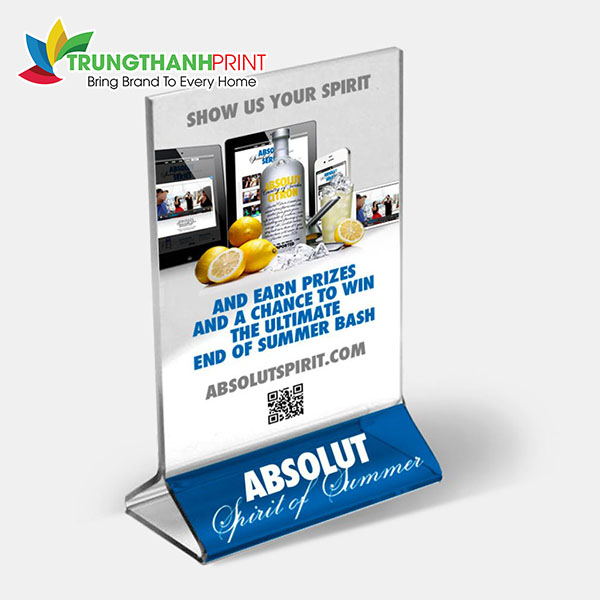 TRUNGTHANHPRINT
Bring Brand To Every Home
SHOW US YOUR SPIRIT
ABSOLUT
ABSOLUT
CITRON
AND EARN PRIZES
AND A CHANCE TO WIN
THE ULTIMATE
END OF SUMMER BASH
ABSOLUTSPIRIT.COM
ABSOLUT
Spirit of Summer